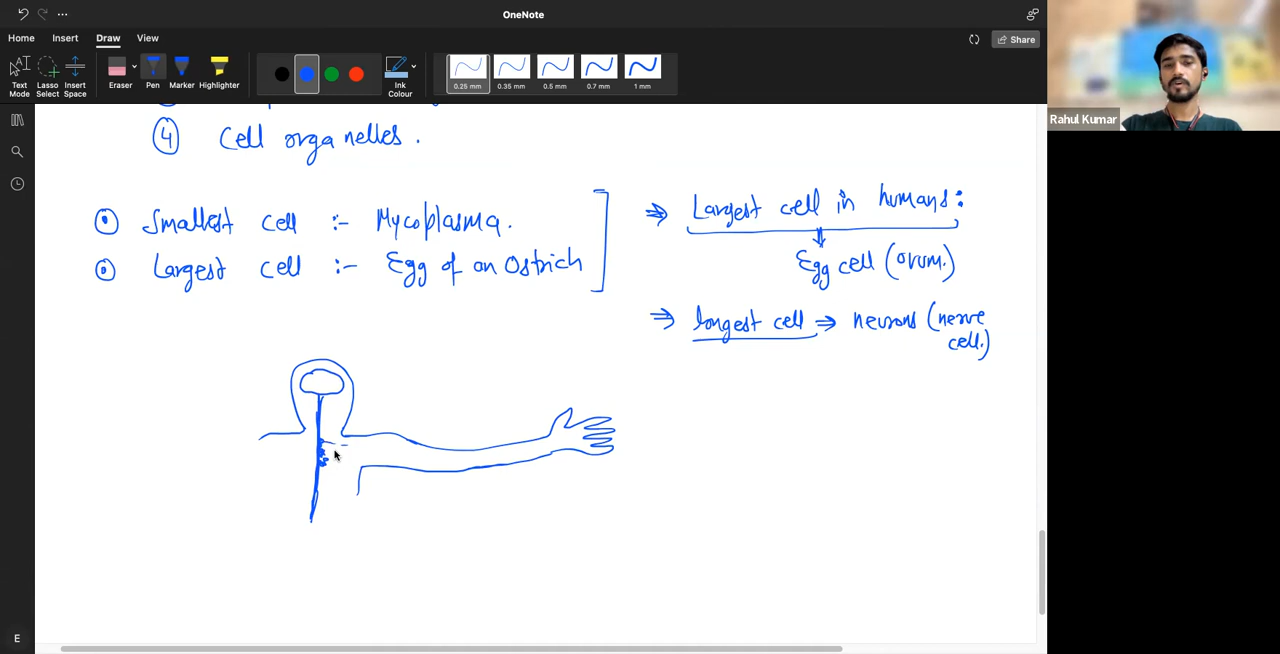 OneNote
Home Insert Draw View
Share
Text Mode
Lasso Select
Insert Space
Eraser
Pen
Marker
Highlighter
Ink Colour
0.25 mm
0.35 mm
0.5 mm
0.7 mm
1 mm
Rahul Kumar
④ Cell organelles.
Smallest cell :- Mycoplasma.
Largest cell :- Egg of an Ostrich
⇒ Largest cell in humans:
Egg cell (ovum.)
⇒ longest cell ⇒ neurons (nerve
cell.)
E